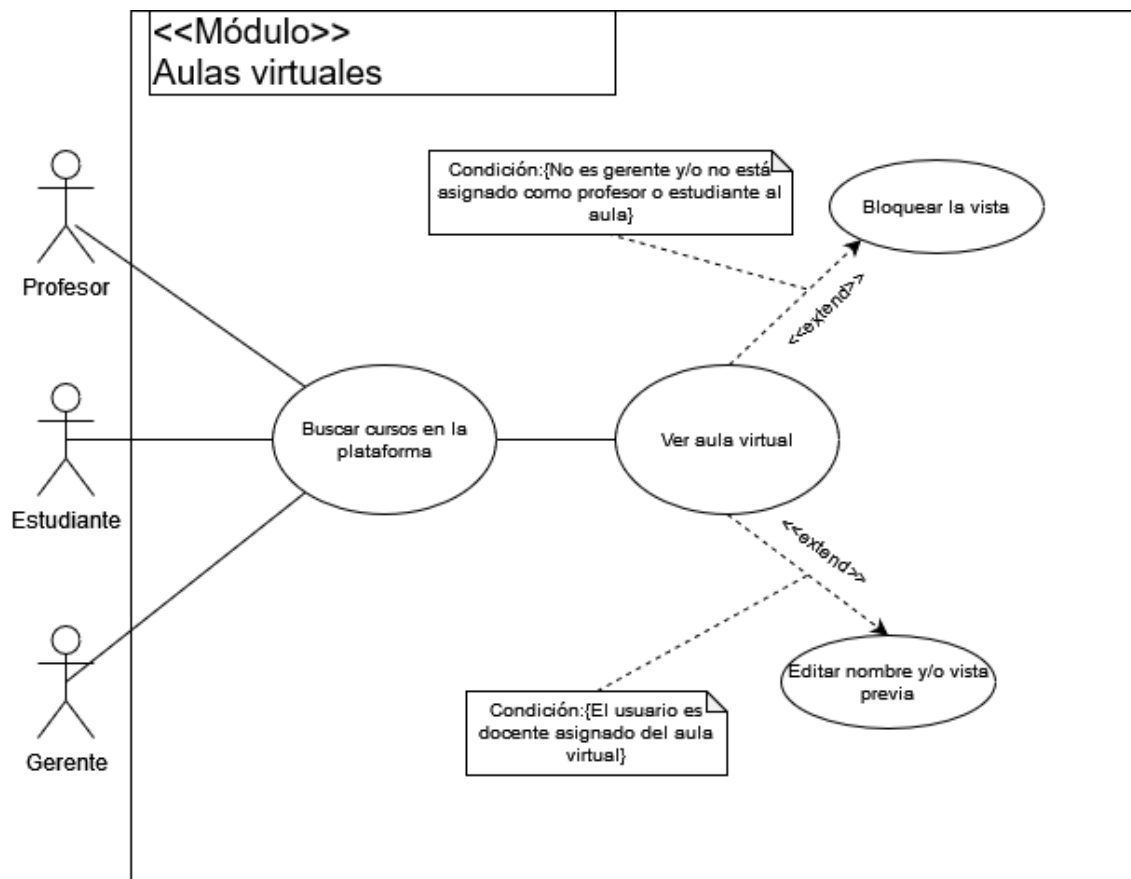 <<Módulo>>
Aulas virtuales
Condición:{No es gerente y/o no está
asignado como profesor o estudiante al
aula}
Bloquear la vista
Profesor
<<extend>>
Buscar cursos en la
plataforma
Ver aula virtual
Estudiante
<<extend>>
Editar nombre y/o vista
previa
Condición:{El usuario es
docente asignado del aula
virtual}
Gerente